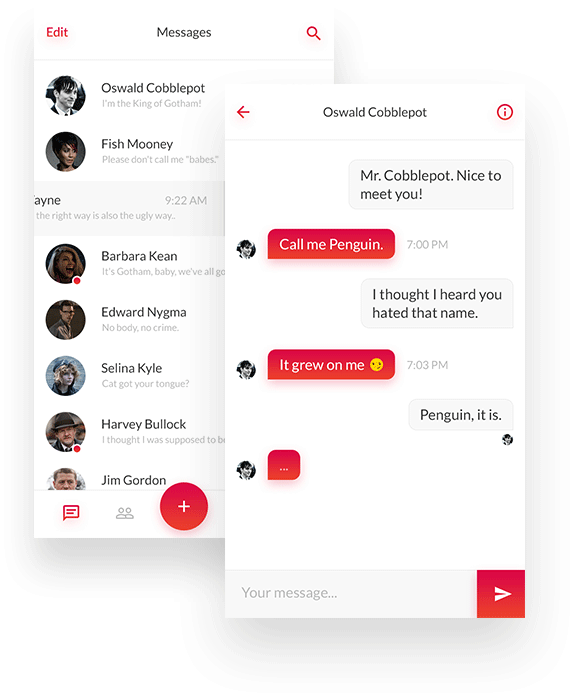 Edit
Messages
Oswald Cobblepot
I'm the King of Gotham!
Fish Mooney
Please don't call me "babes."
ayne
9:22 AM
the right way is also the ugly way..
Barbara Kean
It's Gotham, baby, we've all go
Edward Nygma
No body, no crime.
Selina Kyle
Cat got your tongue?
Harvey Bullock
I thought I was supposed to be
Jim Gordon
Oswald Cobblepot
Mr. Cobblepot. Nice to
meet you!
Call me Penguin.
7:00 PM
I thought I heard you
hated that name.
It grew on me 😏
7:03 PM
Penguin, it is.
...
Your message...